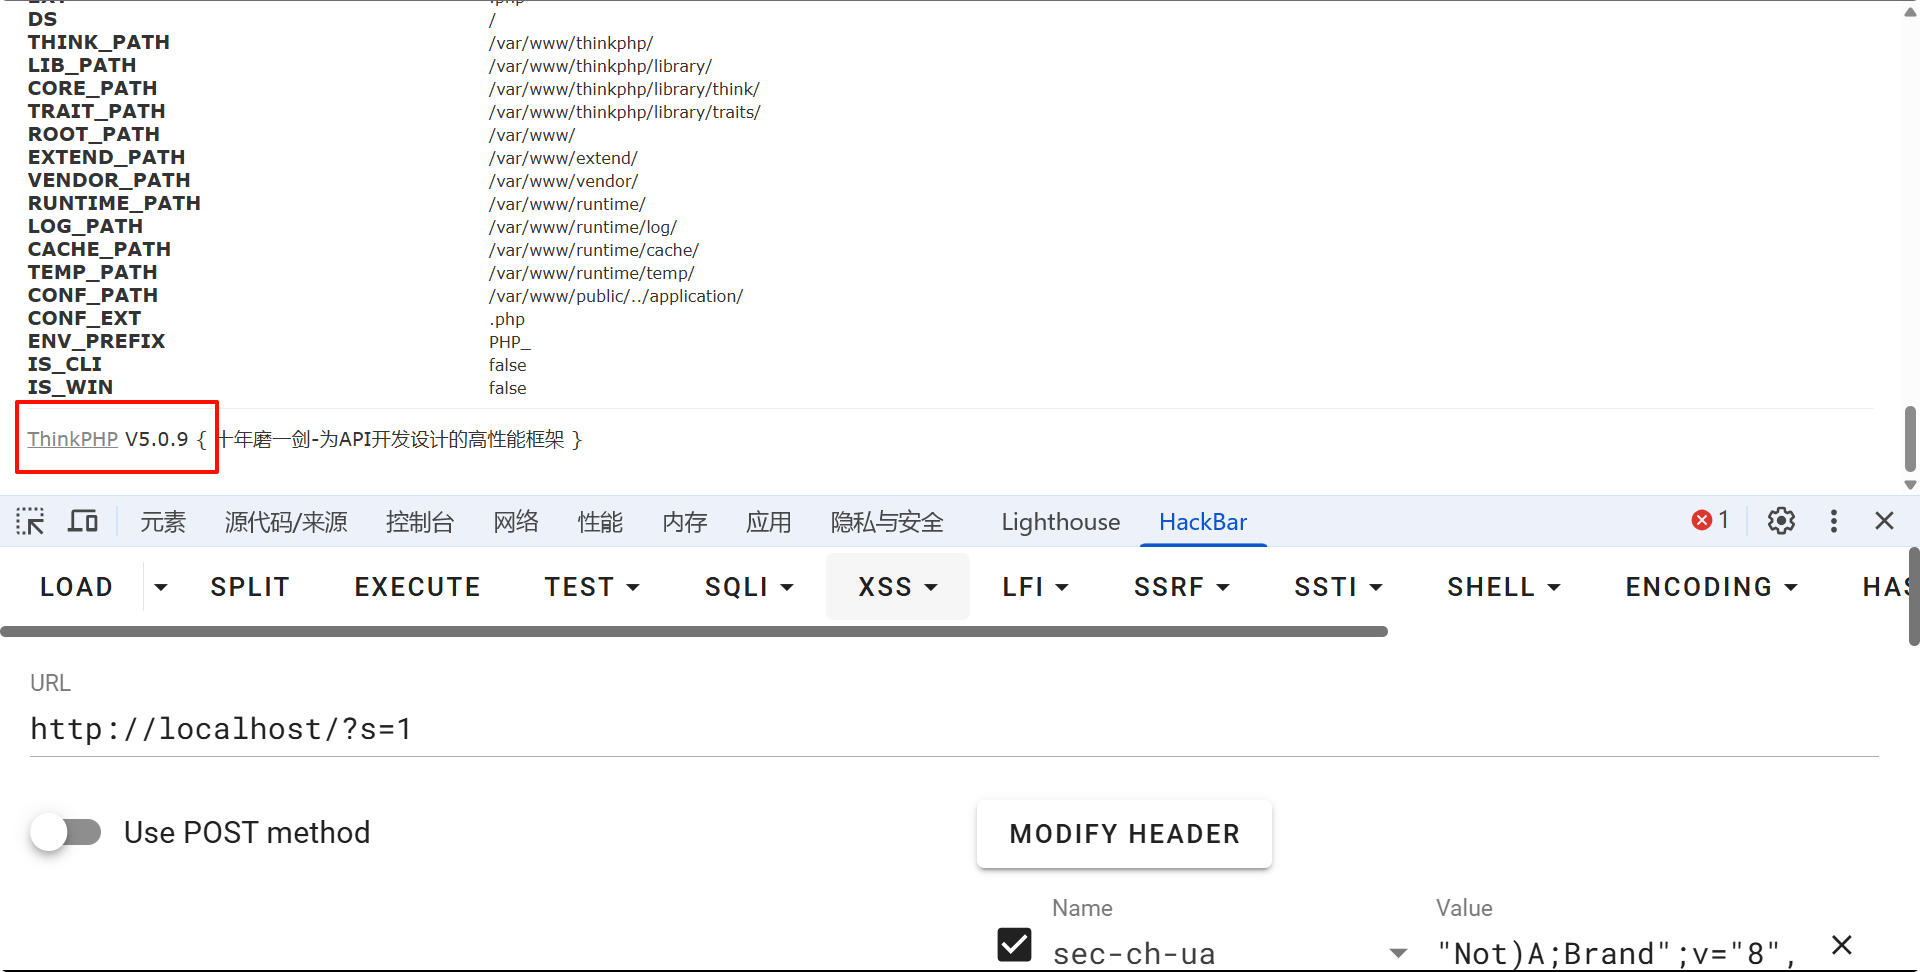 DS /
THINK_PATH /var/www/thinkphp/
LIB_PATH /var/www/thinkphp/library/
CORE_PATH /var/www/thinkphp/library/think/
TRAIT_PATH /var/www/thinkphp/library/traits/
ROOT_PATH /var/www/
EXTEND_PATH /var/www/extend/
VENDOR_PATH /var/www/vendor/
RUNTIME_PATH /var/www/runtime/
LOG_PATH /var/www/runtime/log/
CACHE_PATH /var/www/runtime/cache/
TEMP_PATH /var/www/runtime/temp/
CONF_PATH /var/www/public/../application/
CONF_EXT .php
ENV_PREFIX PHP_
IS_CLI false
IS_WIN false
ThinkPHP V5.0.9 { 十年磨一剑-为API开发设计的高性能框架 }
元素 源代码/来源 控制台 网络 性能 内存 应用 隐私与安全 Lighthouse HackBar 1
LOAD SPLIT EXECUTE TEST SQLI XSS LFI SSRF SSTI SHELL ENCODING HAS
URL
http://localhost/?s=1
Use POST method MODIFY HEADER
Name Value
sec-ch-ua "Not)A;Brand";v="8",